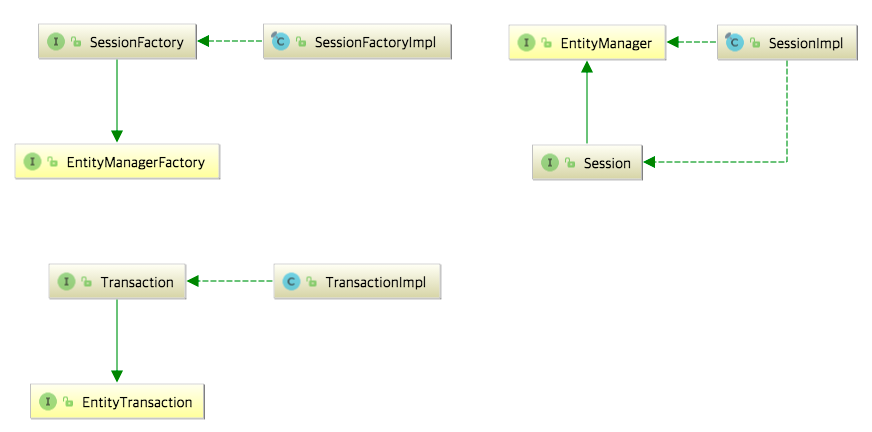 I SessionFactory
C SessionFactoryImpl
I EntityManager
C SessionImpl
I EntityManagerFactory
I Session
I Transaction
C TransactionImpl
I EntityTransaction